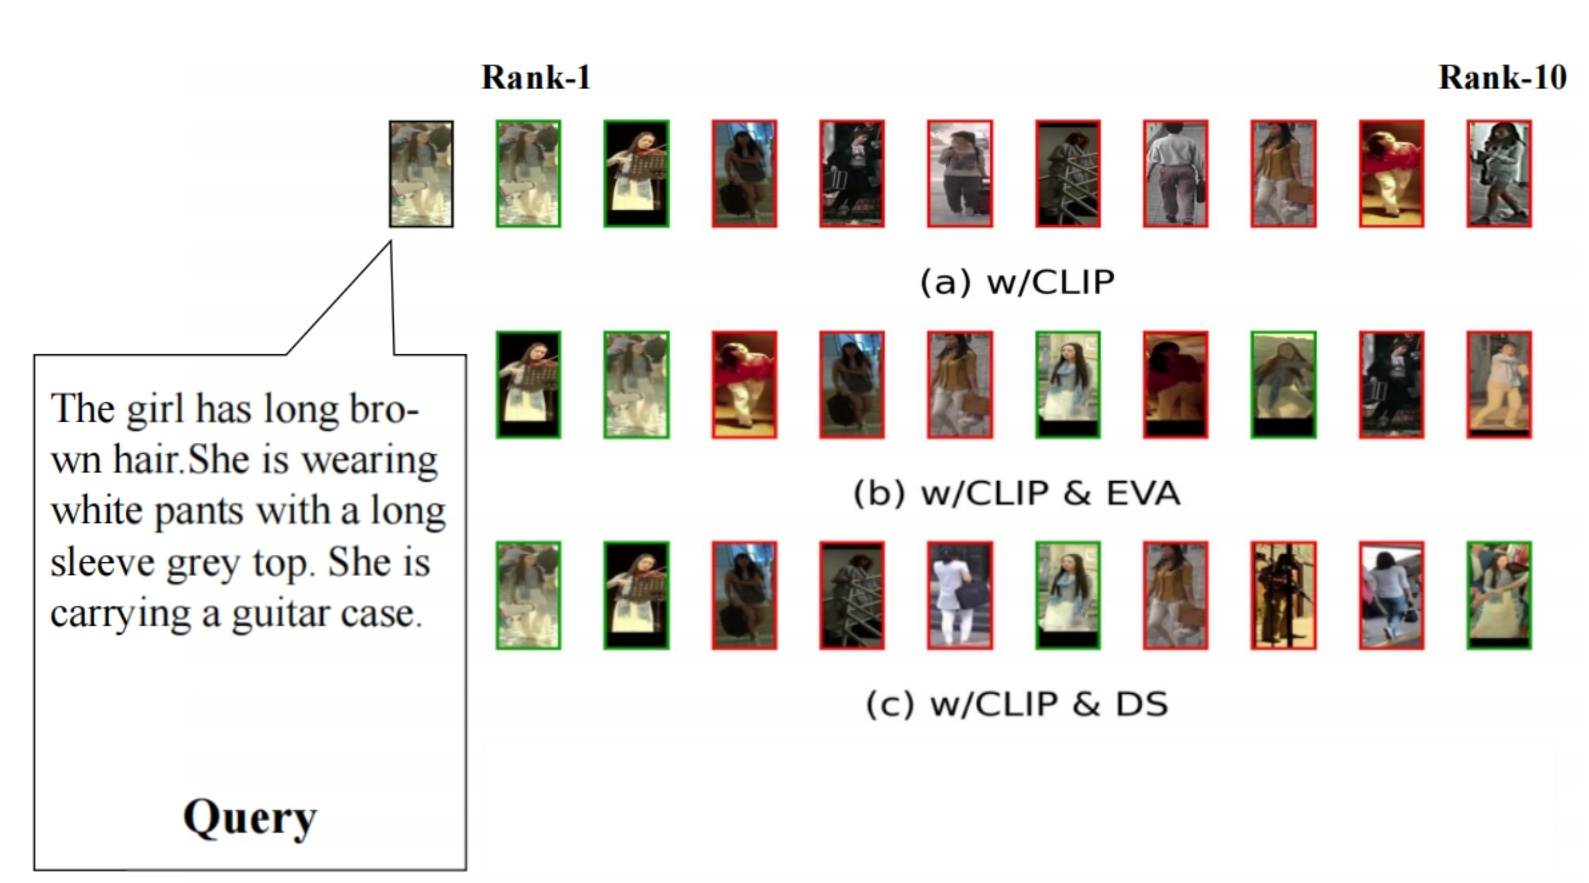 Rank-1
Rank-10
(a) w/CLIP
The girl has long bro-
wn hair.She is wearing
white pants with a long
sleeve grey top. She is
carrying a guitar case.
Query
(b) w/CLIP & EVA
(c) w/CLIP & DS